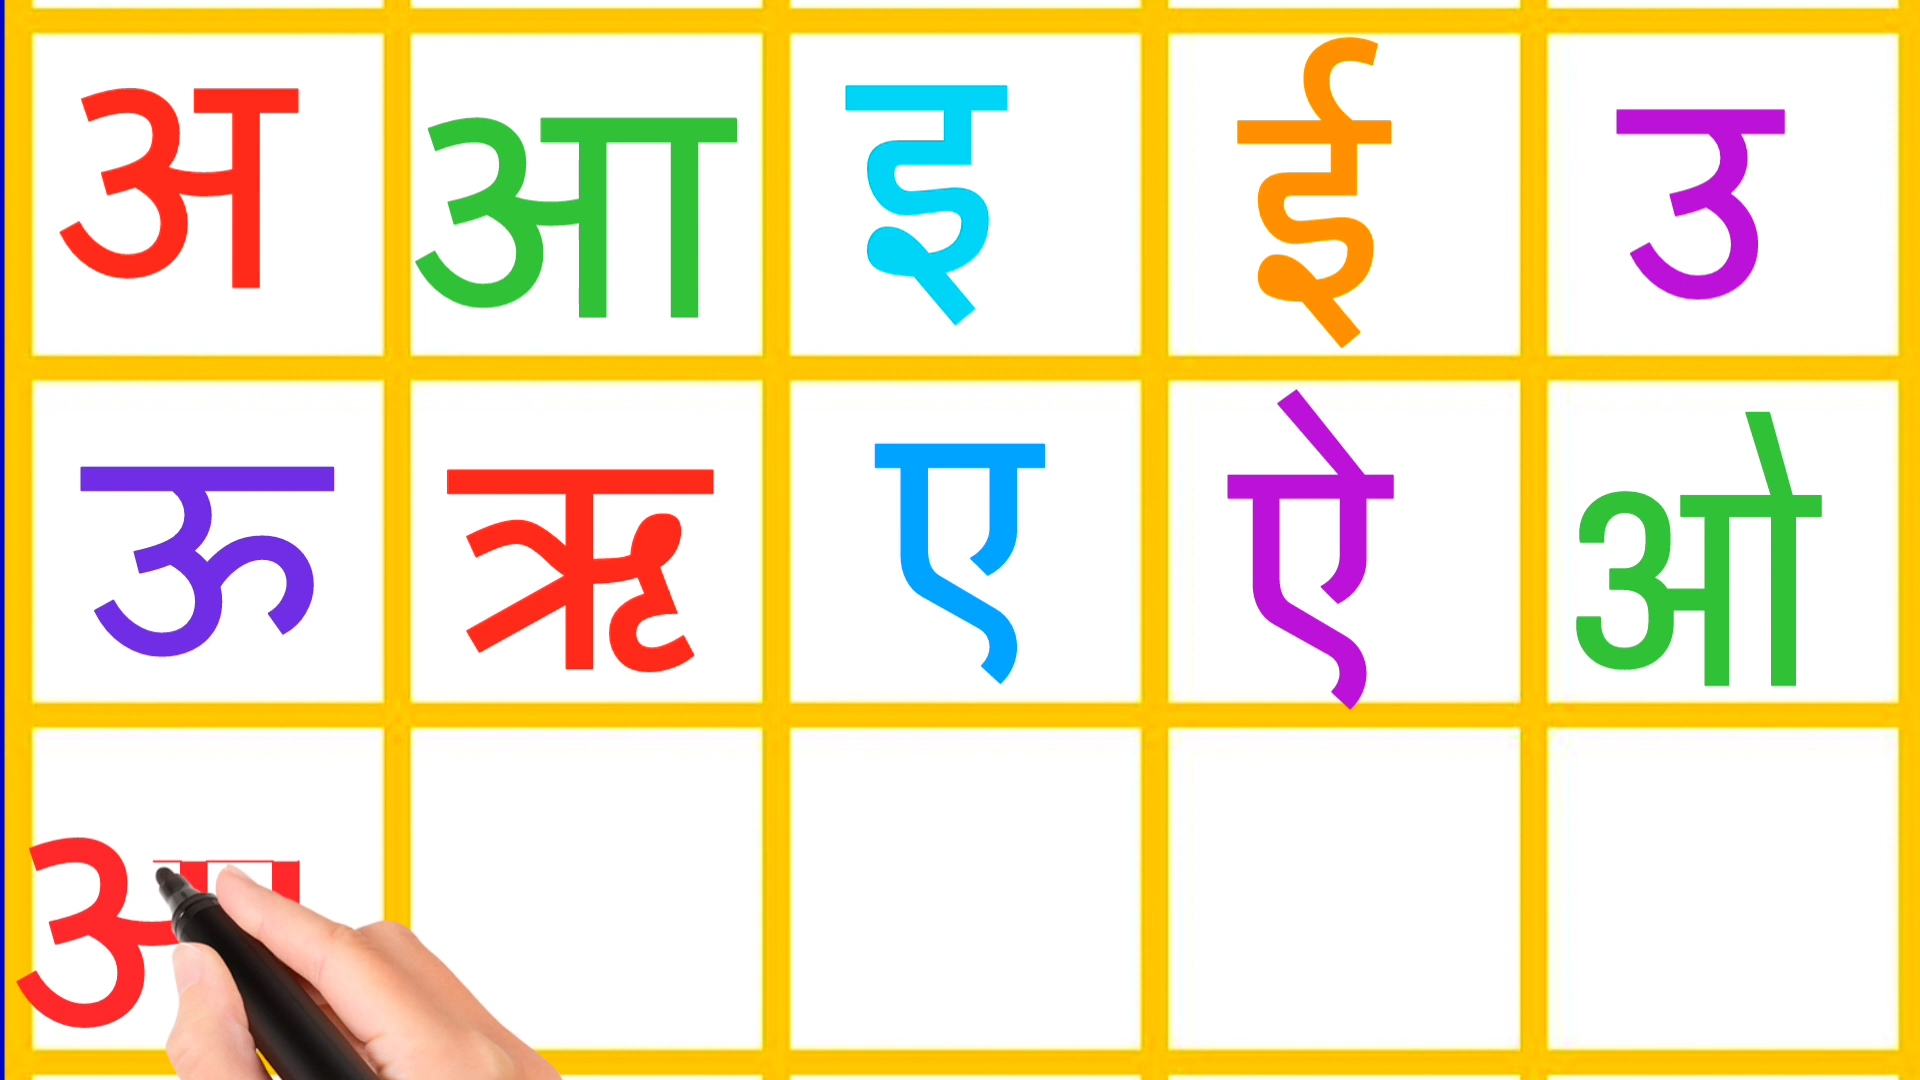 अ आ इ ई उ
ऊ ऋ ए ऐ ओ